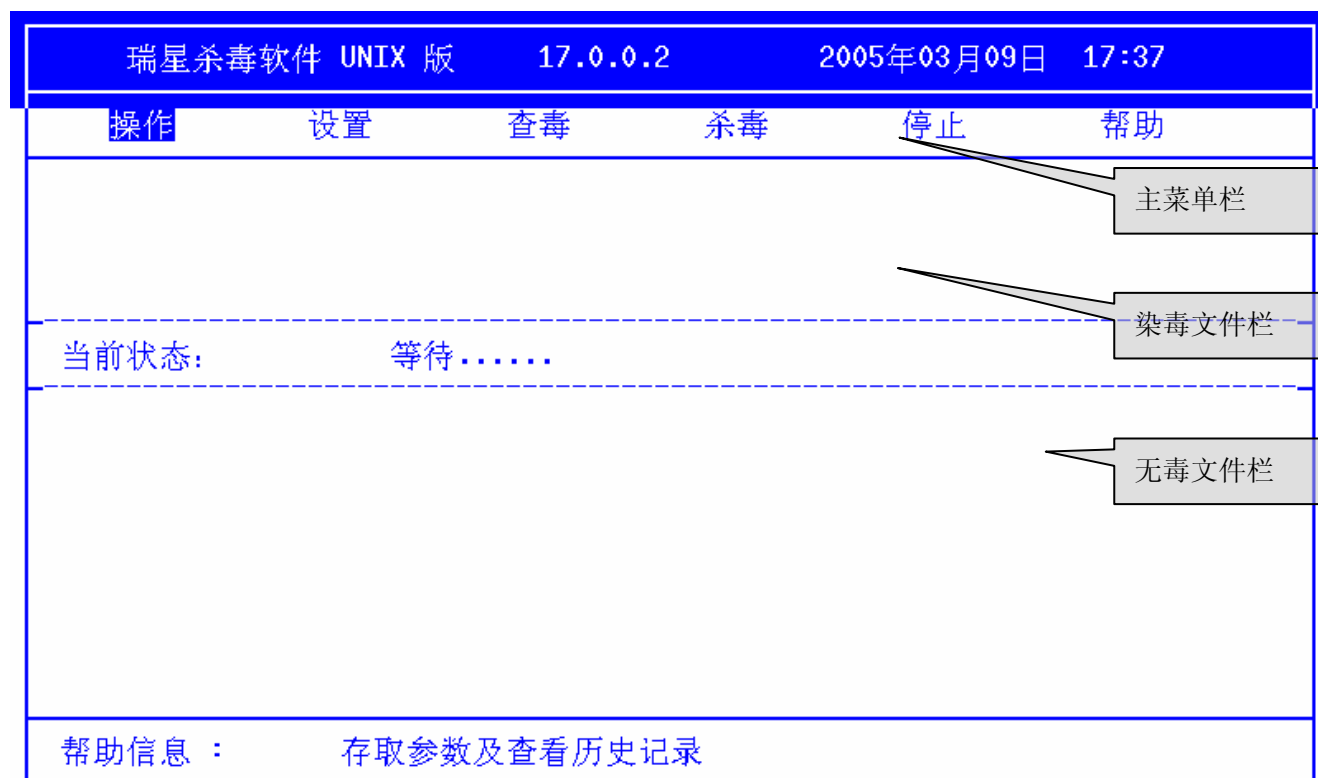 瑞星杀毒软件 UNIX 版 17.0.0.2 2005年03月09日 17:37
操作 设置 查毒 杀毒 停止 帮助
主菜单栏
染毒文件栏
当前状态: 等待......
无毒文件栏
帮助信息 : 存取参数及查看历史记录